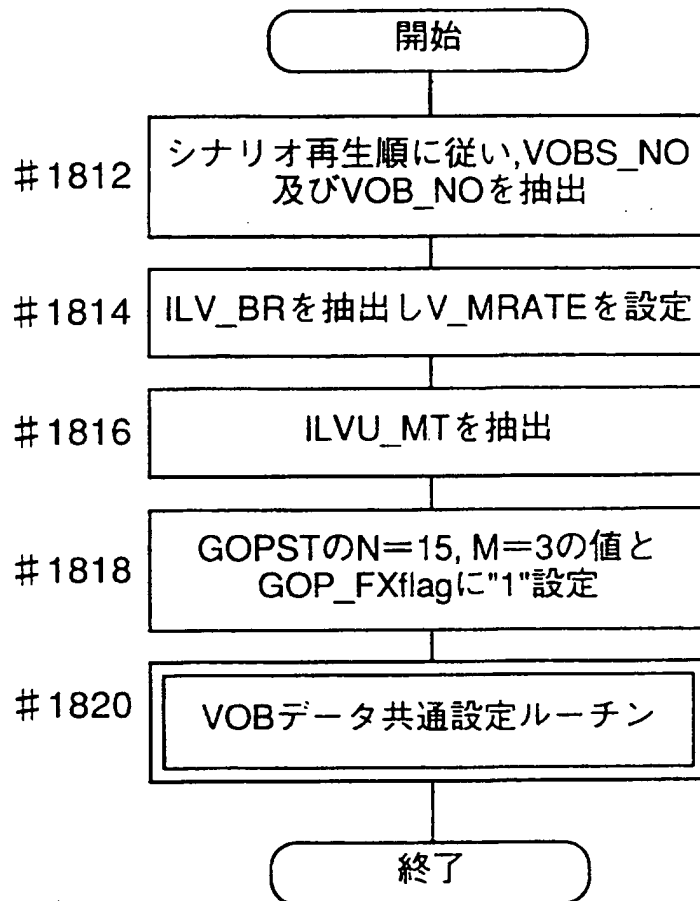 開始
#1812
シナリオ再生順に従い,VOBS_NO
及びVOB_NOを抽出
#1814
ILV_BRを抽出しV_MRATEを設定
#1816
ILVU_MTを抽出
#1818
GOPSTのN=15, M=3の値と
GOP_FXflagに"1"設定
#1820
VOBデータ共通設定ルーチン
終了